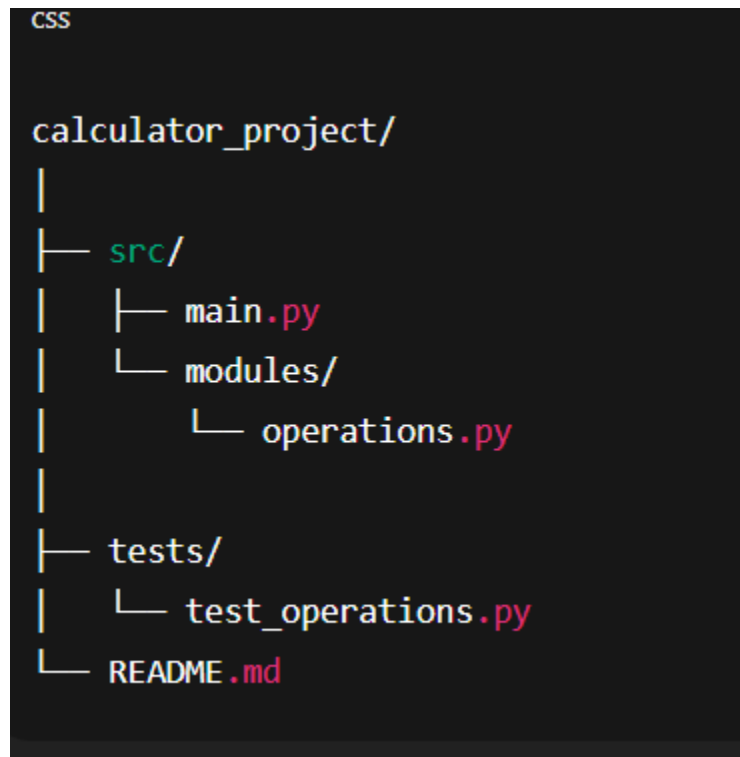 css
calculator_project/
│
├── src/
│   ├── main.py
│   └── modules/
│       └── operations.py
│
├── tests/
│   └── test_operations.py
└── README.md